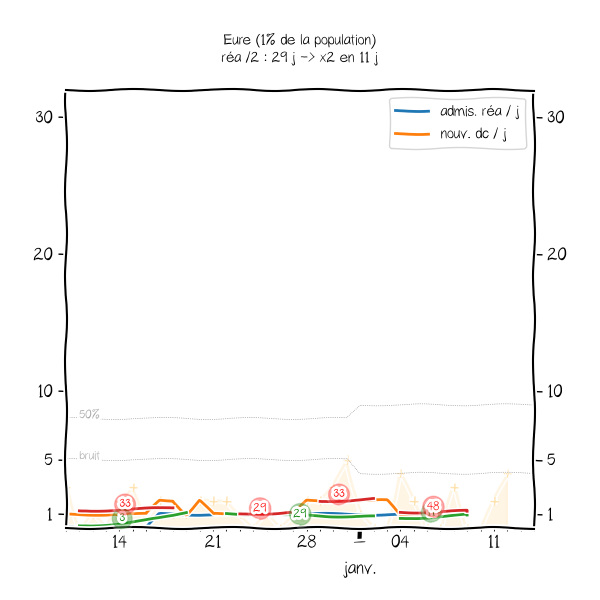 Eure (1% de la population)
réa /2 : 29 j -> x2 en 11 j
admis. réa / j
nouv. dc / j
30 30
20 20
10 10
50%
bruit
5 5
33 33 48
29 29
1 1
14 21 28 04 11
janv.